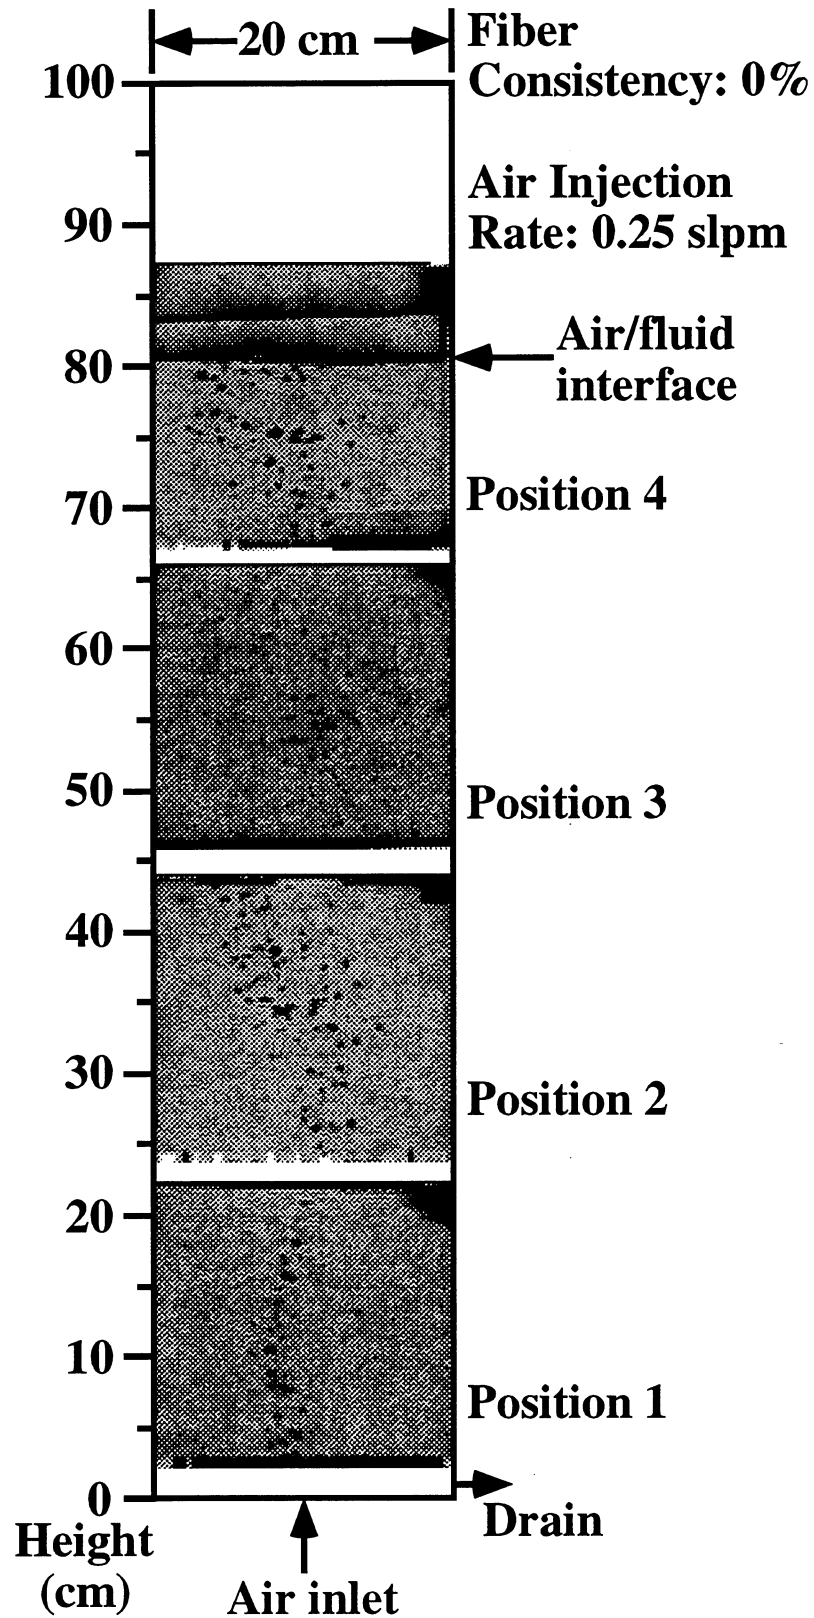 20 cm
Fiber
Consistency: 0%
100
Air Injection
Rate: 0.25 slpm
90
Air/fluid
interface
80
Position 4
70
60
50
Position 3
40
30
Position 2
20
10
Position 1
0
Drain
Height
(cm)
Air inlet